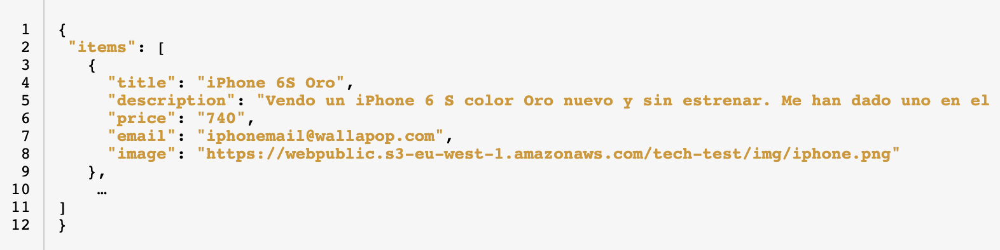 1 {
2 "items": [
3 {
4 "title": "iPhone 6S Oro",
5 "description": "Vendo un iPhone 6 S color Oro nuevo y sin estrenar. Me han dado uno en el
6 "price": "740",
7 "email": "iphonemail@wallapop.com",
8 "image": "https://webpublic.s3-eu-west-1.amazonaws.com/tech-test/img/iphone.png"
9 },
10 …
11 ]
12 }